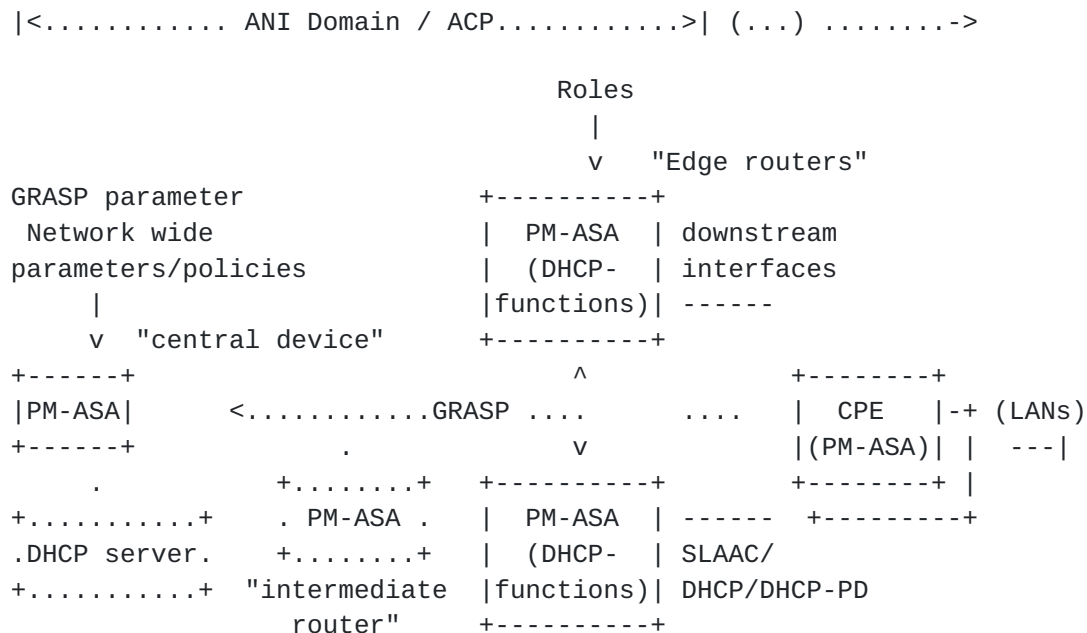 |<............ ANI Domain / ACP............>| (...) ........->
Roles
|
v   "Edge routers"
GRASP parameter               +----------+
 Network wide                 |  PM-ASA  | downstream
parameters/policies           |  (DHCP-  | interfaces
     |                        |functions)| ------
     v  "central device"      +----------+
+------+                            ^             +--------+
|PM-ASA|      <............GRASP ....      ....   |  CPE   |-+ (LANs)
+------+              .             v             |(PM-ASA)| |  ---|
     .           +........+   +----------+        +--------+ |
+...........+    . PM-ASA .   |  PM-ASA  | ------  +---------+
.DHCP server.    +........+   |  (DHCP-  | SLAAC/
+...........+  "intermediate  |functions)| DHCP/DHCP-PD
                  router"     +----------+